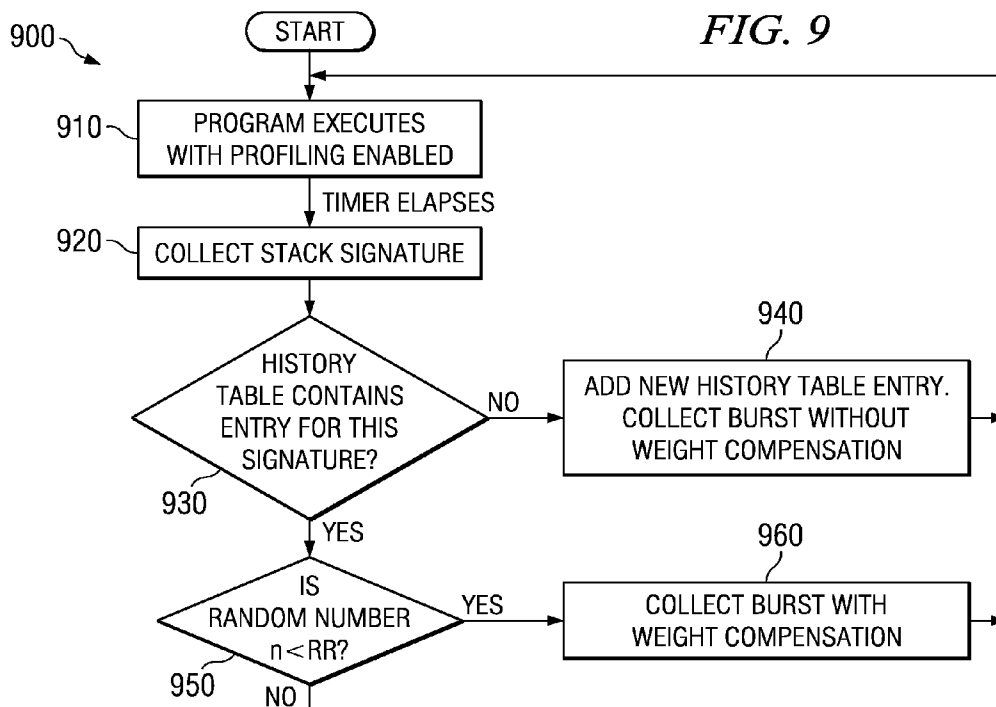 900
START
FIG. 9
910
PROGRAM EXECUTES
WITH PROFILING ENABLED
TIMER ELAPSES
920
COLLECT STACK SIGNATURE
HISTORY
TABLE CONTAINS
ENTRY FOR THIS
SIGNATURE?
930
NO
940
ADD NEW HISTORY TABLE ENTRY.
COLLECT BURST WITHOUT
WEIGHT COMPENSATION
YES
IS
RANDOM NUMBER
n<RR?
950
YES
960
COLLECT BURST WITH
WEIGHT COMPENSATION
NO